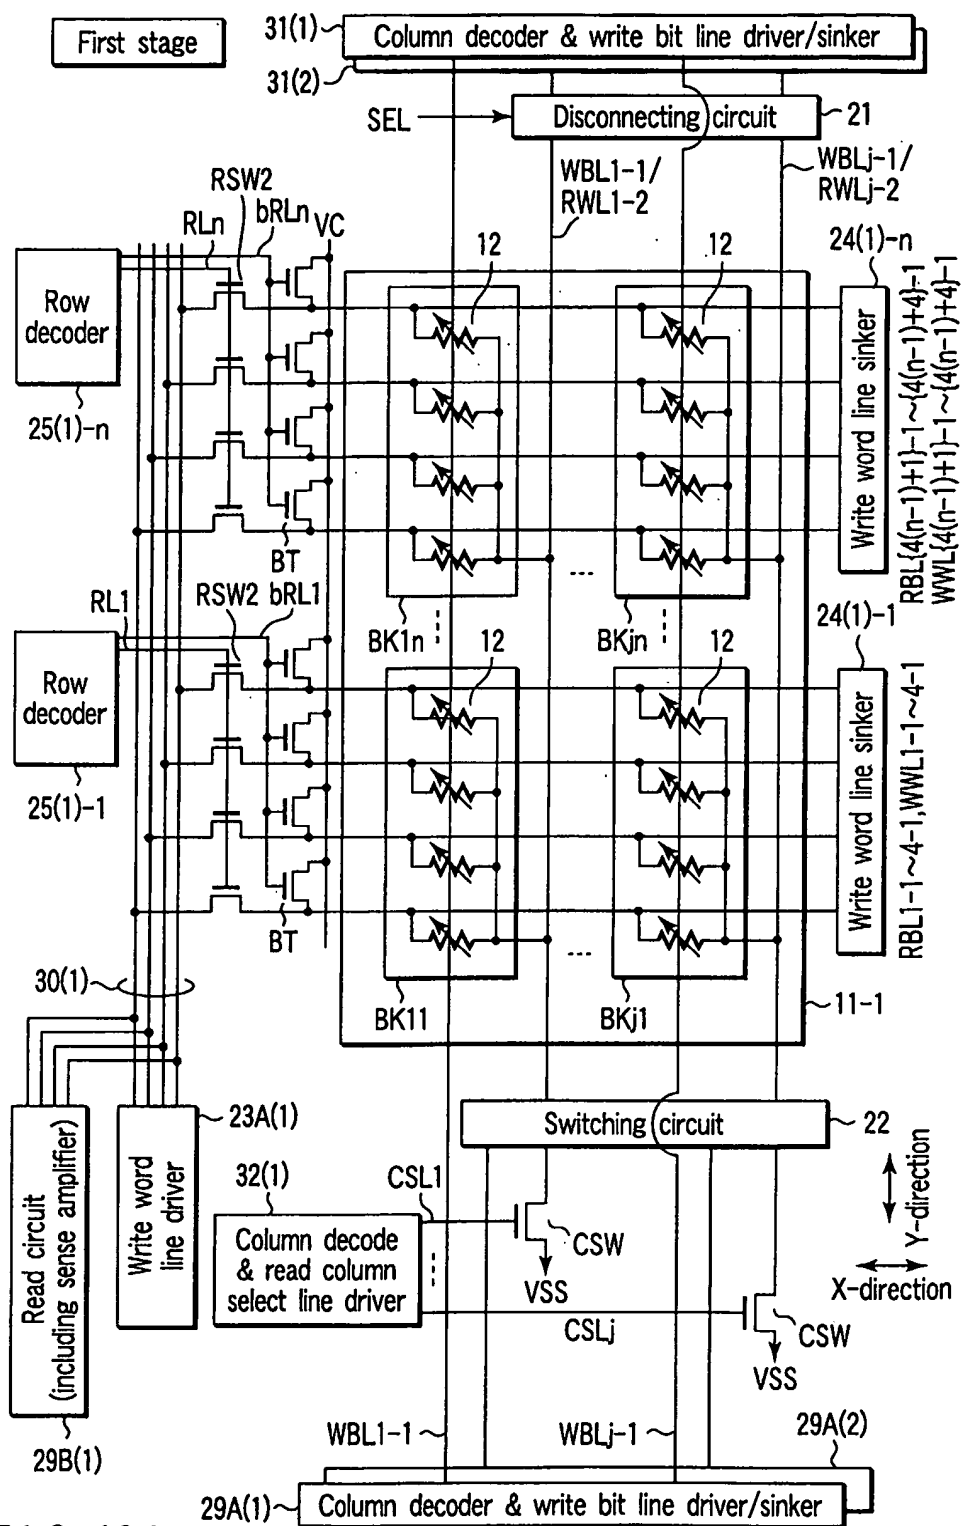 First stage
31(1)
Column decoder & write bit line driver/sinker
31(2)
SEL
Disconnecting circuit
21
WBL1-1/
RWL1-2
WBLj-1/
RWLj-2
RSW2
RLn
bRLn
VC
12
12
24(1)-n
Row
decoder
25(1)-n
Write word line sinker
RBL{4(n-1)+1}-1~{4(n-1)+4}-1
WWL{4(n-1)+1}-1~{4(n-1)+4}-1
BT
...
BK1n
BKjn
RL1
RSW2
bRL1
12
12
24(1)-1
Row
decoder
25(1)-1
Write word line sinker
RBL1-1~4-1,WWL1-1~4-1
BT
...
30(1)
BK11
BKj1
11-1
23A(1)
Switching circuit
22
Read circuit
(including sense amplifier)
Write word
line driver
32(1)
CSL1
Column decode
& read column
select line driver
CSW
VSS
CSLj
CSW
VSS
Y-direction
X-direction
29B(1)
WBL1-1
WBLj-1
29A(2)
29A(1)
Column decoder & write bit line driver/sinker